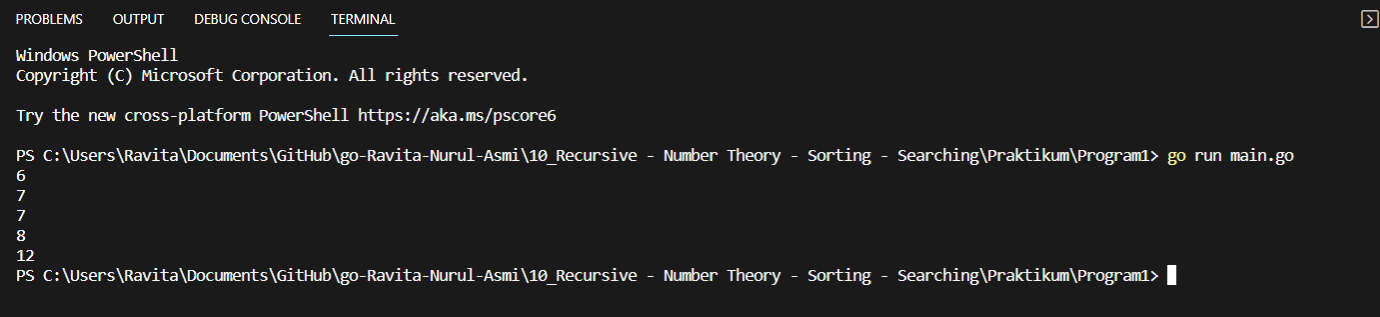 PROBLEMS OUTPUT DEBUG CONSOLE TERMINAL
Windows PowerShell
Copyright (C) Microsoft Corporation. All rights reserved.
Try the new cross-platform PowerShell https://aka.ms/pscore6
PS C:\Users\Ravita\Documents\GitHub\go-Ravita-Nurul-Asmi\10_Recursive - Number Theory - Sorting - Searching\Praktikum\Program1> go run main.go
6
7
7
8
12
PS C:\Users\Ravita\Documents\GitHub\go-Ravita-Nurul-Asmi\10_Recursive - Number Theory - Sorting - Searching\Praktikum\Program1>